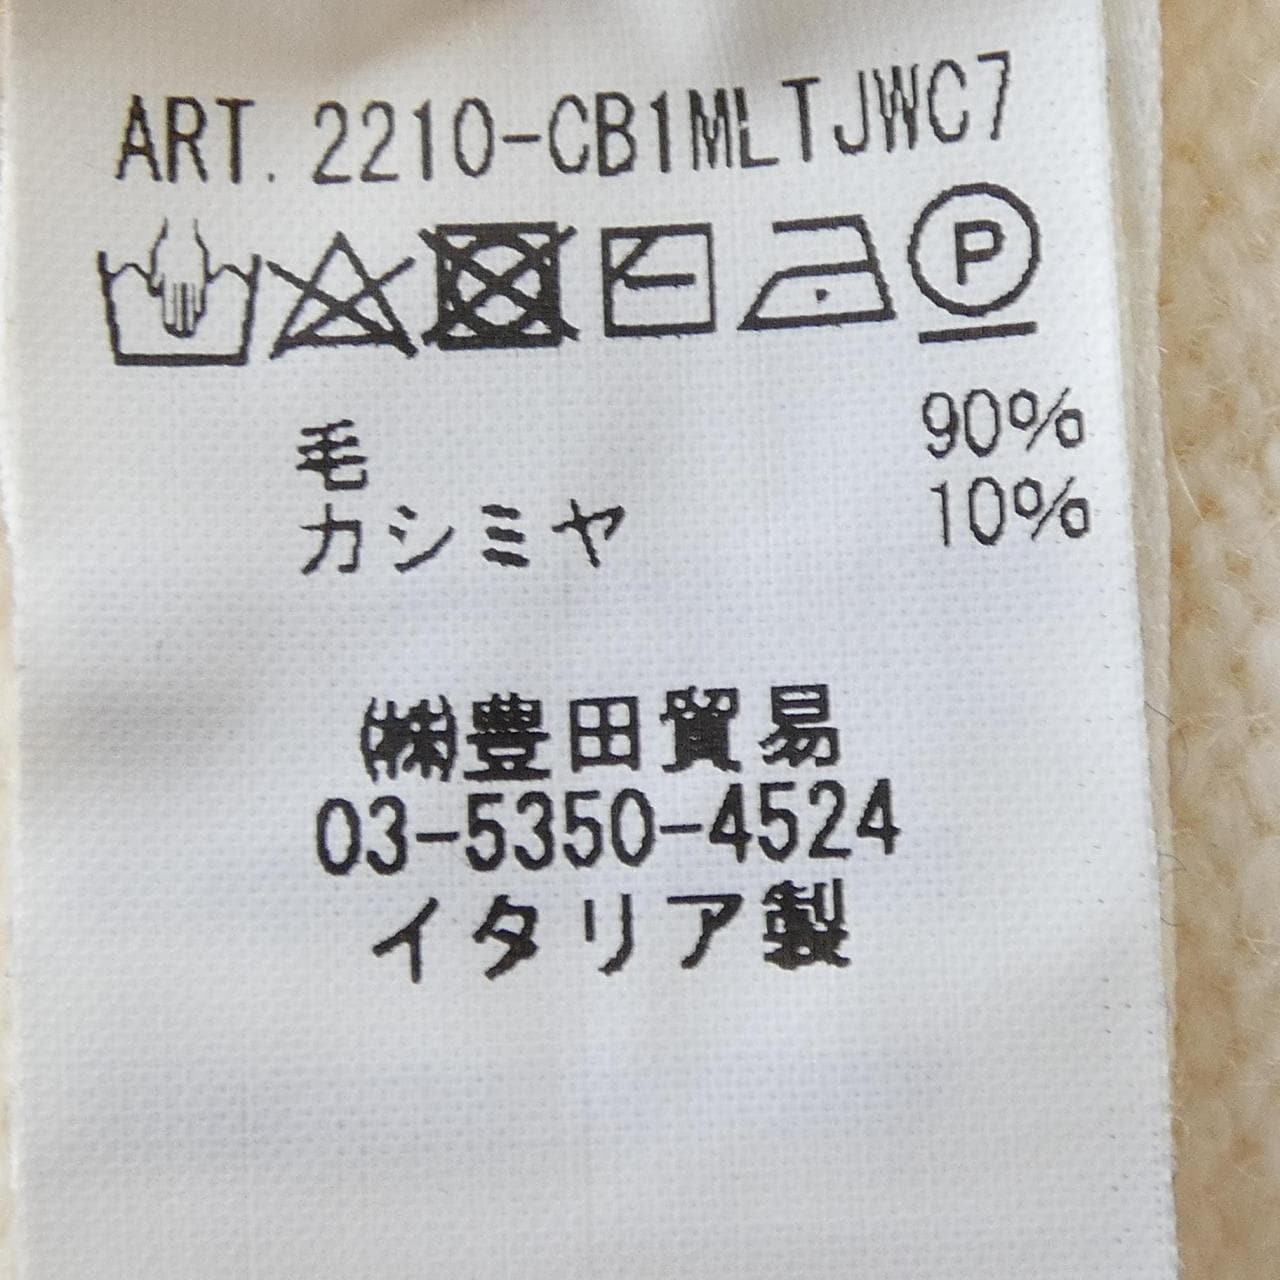 ART. 2210-CB1MLTJWC7
P
毛 90%
カシミヤ 10%
㈱豊田貿易
03-5350-4524
イタリア製